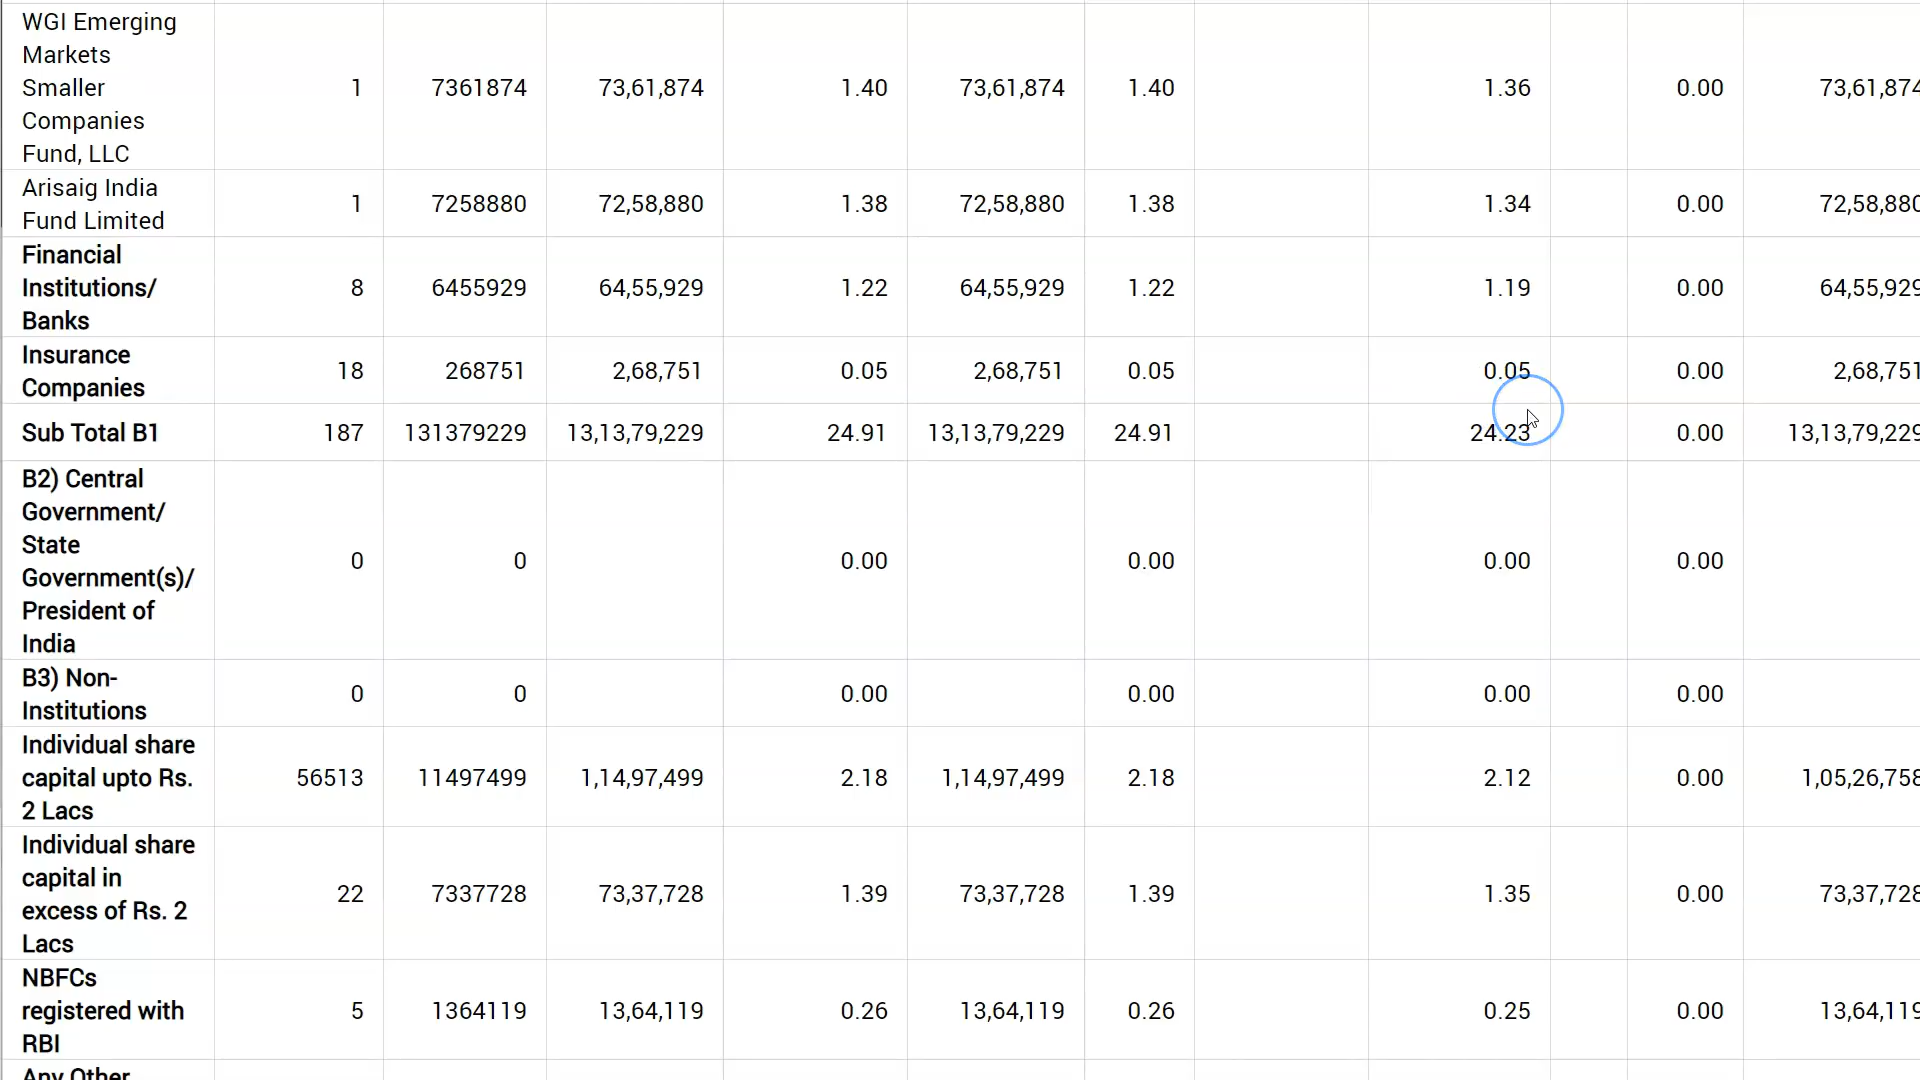 WGI Emerging
Markets
Smaller
Companies
Fund, LLC
1 7361874 73,61,874 1.40 73,61,874 1.40 1.36 0.00 73,61,874
Arisaig India
Fund Limited
1 7258880 72,58,880 1.38 72,58,880 1.38 1.34 0.00 72,58,880
Financial
Institutions/
Banks
8 6455929 64,55,929 1.22 64,55,929 1.22 1.19 0.00 64,55,929
Insurance
Companies
18 268751 2,68,751 0.05 2,68,751 0.05 0.05 0.00 2,68,751
Sub Total B1 187 131379229 13,13,79,229 24.91 13,13,79,229 24.91 24.23 0.00 13,13,79,229
B2) Central
Government/
State
Government(s)/
President of
India
0 0 0.00 0.00 0.00 0.00
B3) Non-
Institutions
0 0 0.00 0.00 0.00 0.00
Individual share
capital upto Rs.
2 Lacs
56513 11497499 1,14,97,499 2.18 1,14,97,499 2.18 2.12 0.00 1,05,26,758
Individual share
capital in
excess of Rs. 2
Lacs
22 7337728 73,37,728 1.39 73,37,728 1.39 1.35 0.00 73,37,728
NBFCs
registered with
RBI
5 1364119 13,64,119 0.26 13,64,119 0.26 0.25 0.00 13,64,119
Any Other